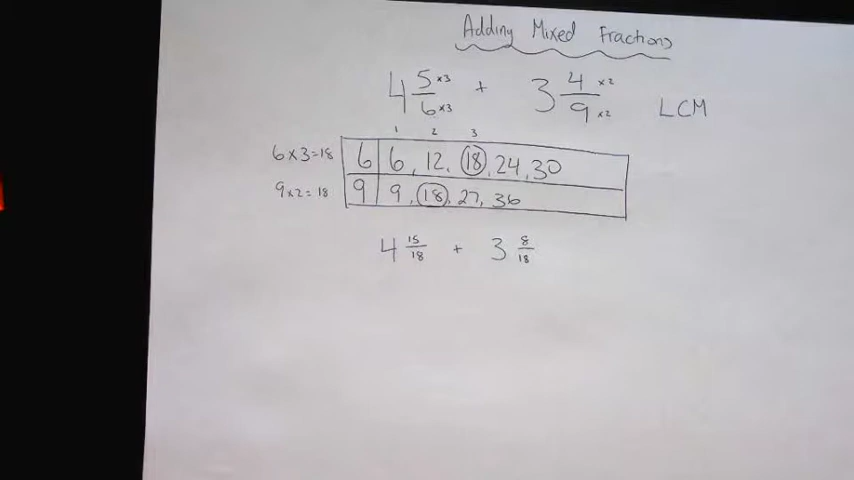 Adding Mixed Fractions
4 5/6 ×3 ×3 + 3 4/9 ×2 ×2 LCM
1 2 3
6×3=18 6 6, 12, 18, 24, 30
9×2=18 9 9, 18, 27, 36
4 15/18 + 3 8/18